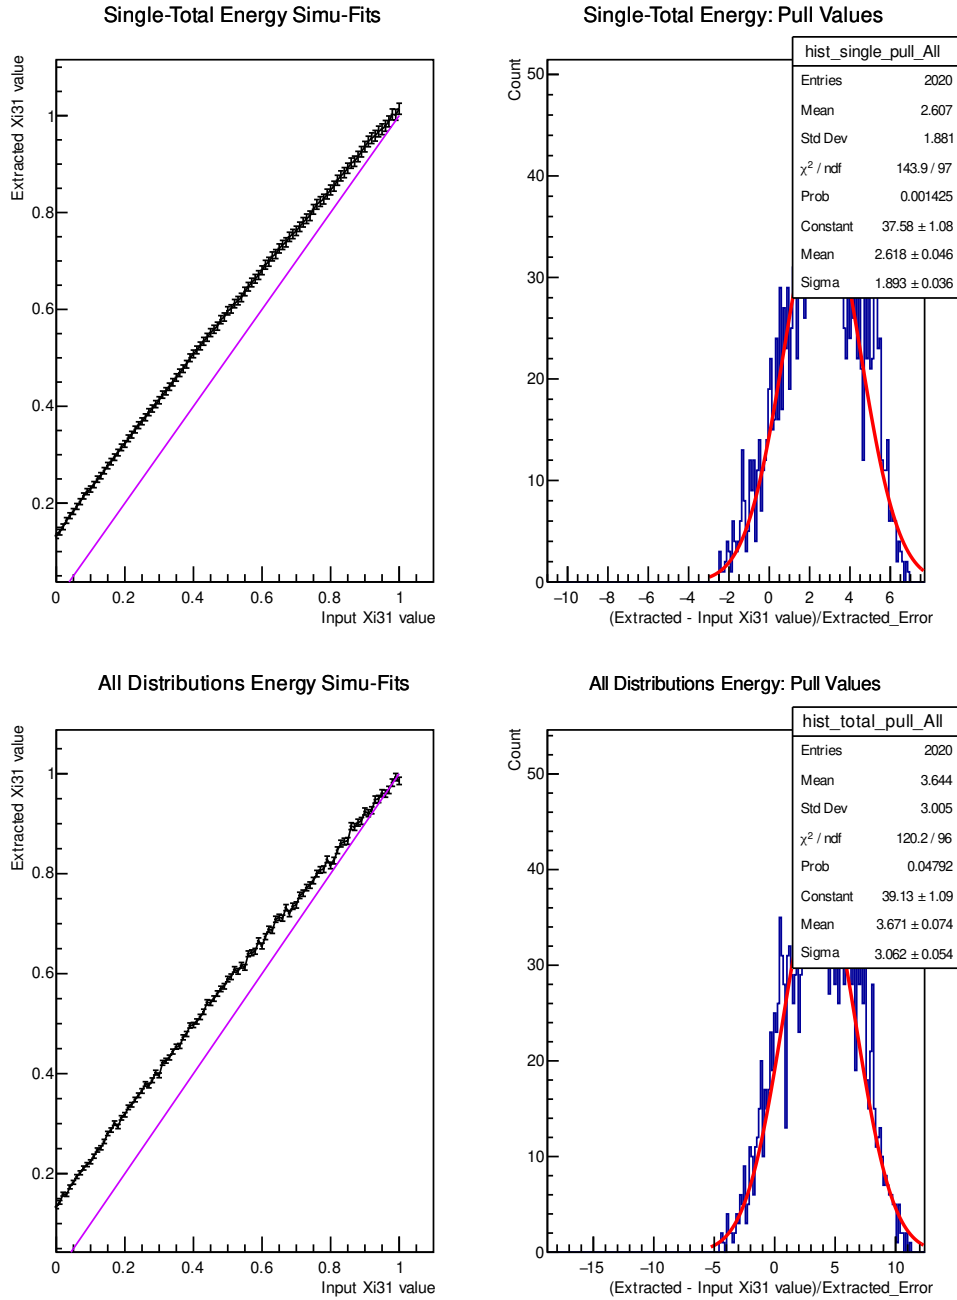 Single-Total Energy Simu-Fits
Extracted Xi31 value
1
0.8
0.6
0.4
0.2
0 0.2 0.4 0.6 0.8 1
Input Xi31 value
Single-Total Energy: Pull Values
Count
50
40
30
20
10
0
−10 −8 −6 −4 −2 0 2 4 6
(Extracted - Input Xi31 value)/Extracted_Error
hist_single_pull_All
Entries 2020
Mean 2.607
Std Dev 1.881
χ² / ndf 143.9 / 97
Prob 0.001425
Constant 37.58 ± 1.08
Mean 2.618 ± 0.046
Sigma 1.893 ± 0.036
All Distributions Energy Simu-Fits
Extracted Xi31 value
1
0.8
0.6
0.4
0.2
0 0.2 0.4 0.6 0.8 1
Input Xi31 value
All Distributions Energy: Pull Values
Count
50
40
30
20
10
0
−15 −10 −5 0 5 10
(Extracted - Input Xi31 value)/Extracted_Error
hist_total_pull_All
Entries 2020
Mean 3.644
Std Dev 3.005
χ² / ndf 120.2 / 96
Prob 0.04792
Constant 39.13 ± 1.09
Mean 3.671 ± 0.074
Sigma 3.062 ± 0.054